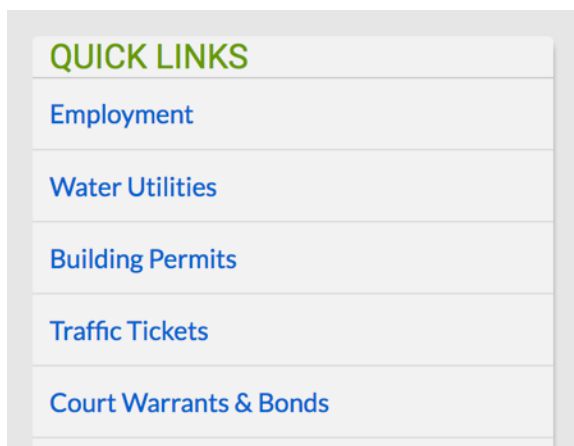 QUICK LINKS
Employment
Water Utilities
Building Permits
Traffic Tickets
Court Warrants & Bonds